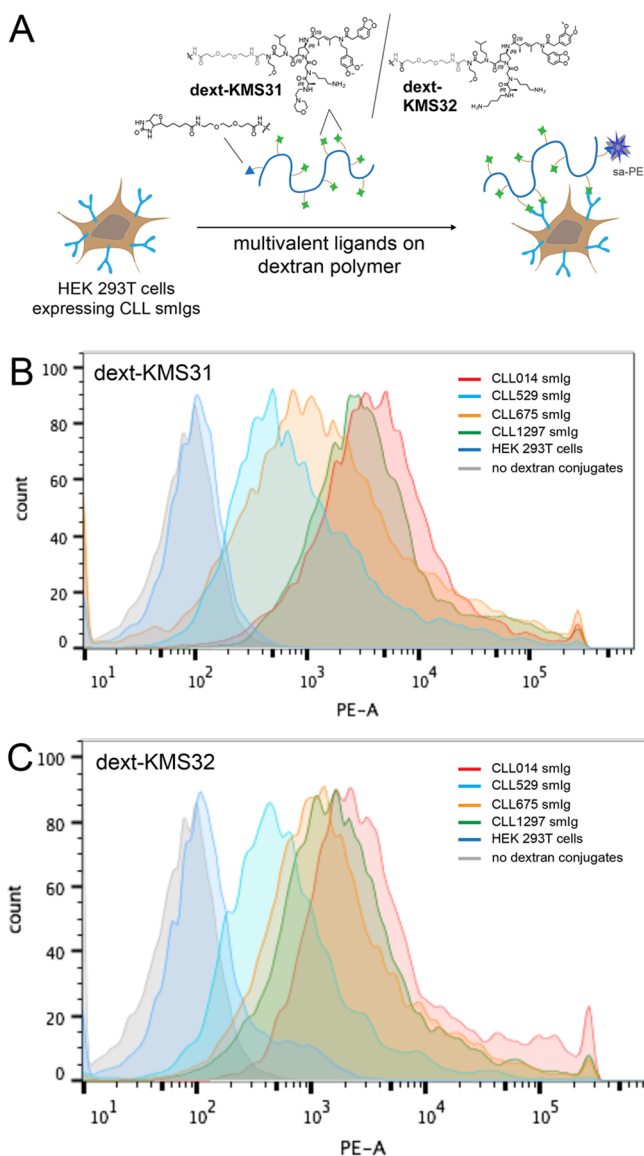 A
dext-KMS31
dext-
KMS32
sa-PE
multivalent ligands on
dextran polymer
HEK 293T cells
expressing CLL smIgs
B
dext-KMS31
CLL014 smIg
CLL529 smIg
CLL675 smIg
CLL1297 smIg
HEK 293T cells
no dextran conjugates
100
80
60
40
20
0
count
10¹ 10² 10³ 10⁴ 10⁵
PE-A
C
dext-KMS32
CLL014 smIg
CLL529 smIg
CLL675 smIg
CLL1297 smIg
HEK 293T cells
no dextran conjugates
100
80
60
40
20
0
count
10¹ 10² 10³ 10⁴ 10⁵
PE-A